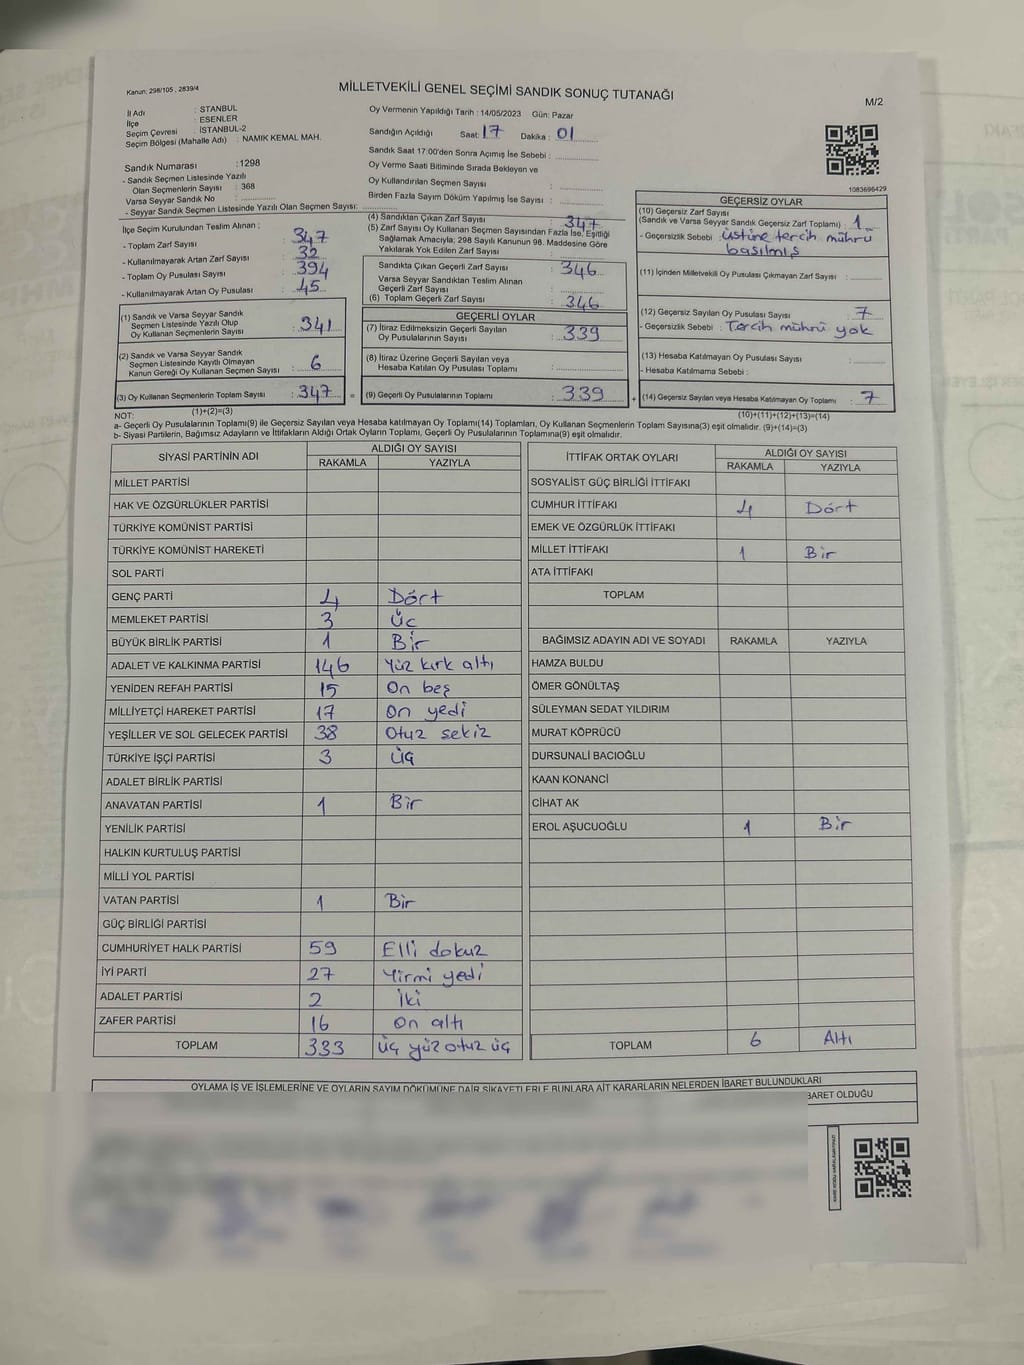 Kanun; 298/105 , 2839/4
MİLLETVEKİLİ GENEL SEÇİMİ SANDIK SONUÇ TUTANAĞI
M/2
İl Adı : STANBUL
İlçe : ESENLER
Seçim Çevresi : İSTANBUL-2
Seçim Bölgesi (Mahalle Adı) : NAMIK KEMAL MAH.
Sandık Numarası :1298
- Sandık Seçmen Listesinde Yazılı
Olan Seçmenlerin Sayısı : 368
Varsa Seyyar Sandık No :
- Seyyar Sandık Seçmen Listesinde Yazılı Olan Seçmen Sayısı:
Oy Vermenin Yapıldığı Tarih : 14/05/2023 Gün: Pazar
Sandığın Açıldığı Saat: 17 Dakika : 01
Sandık Saat 17:00'den Sonra Açımış İse Sebebi :
Oy Verme Saati Bitiminde Sırada Bekleyen ve
Oy Kullandırılan Seçmen Sayısı :
Birden Fazla Sayım Döküm Yapılmış İse Sayısı :
1083696429
İlçe Seçim Kurulundan Teslim Alınan ;
- Toplam Zarf Sayısı : 347
- Kullanılmayarak Artan Zarf Sayısı : 32
- Toplam Oy Pusulası Sayısı : 394
- Kullanılmayarak Artan Oy Pusulası : 45
(4) Sandıktan Çıkan Zarf Sayısı : 347
(5) Zarf Sayısı Oy Kullanan Seçmen Sayısından Fazla İse, Eşitliği
Sağlamak Amacıyla; 298 Sayılı Kanunun 98. Maddesine Göre
Yakılarak Yok Edilen Zarf Sayısı :
Sandıkta Çıkan Geçerli Zarf Sayısı : 346
Varsa Seyyar Sandıktan Teslim Alınan
Geçerli Zarf Sayısı :
(6) Toplam Geçerli Zarf Sayısı : 346
GEÇERSİZ OYLAR
(10) Geçersiz Zarf Sayısı
(Sandık ve Varsa Seyyar Sandık Geçersiz Zarf Toplamı) : 1
- Geçersizlik Sebebi : üstüne tercih mührü
basılmış
(11) İçinden Milletvekili Oy Pusulası Çıkmayan Zarf Sayısı :
(12) Geçersiz Sayılan Oy Pusulası Sayısı : 7
- Geçersizlik Sebebi : Tercih mührü yok
(13) Hesaba Katılmayan Oy Pusulası Sayısı :
- Hesaba Katılmama Sebebi :
(14) Geçersiz Sayılan veya Hesaba Katılmayan Oy Toplamı : 7
(10)+(11)+(12)+(13)=(14)
(1) Sandık ve Varsa Seyyar Sandık
Seçmen Listesinde Yazılı Olup
Oy Kullanan Seçmenlerin Sayısı : 341
(2) Sandık ve Varsa Seyyar Sandık
Seçmen Listesinde Kayıtlı Olmayan
Kanun Gereği Oy Kullanan Seçmen Sayısı : 6
(3) Oy Kullanan Seçmenlerin Toplam Sayısı : 347 =
(1)+(2)=(3)
GEÇERLİ OYLAR
(7) İtiraz Edilmeksizin Geçerli Sayılan
Oy Pusulalarının Sayısı : 339
(8) İtiraz Üzerine Geçerli Sayılan veya
Hesaba Katılan Oy Pusulası Toplamı :
(9) Geçerli Oy Pusulalarının Toplamı : 339 +
NOT:
a- Geçerli Oy Pusulalarının Toplamı(9) ile Geçersiz Sayılan veya Hesaba katılmayan Oy Toplamı(14) Toplamları, Oy Kullanan Seçmenlerin Toplam Sayısına(3) eşit olmalıdır. (9)+(14)=(3)
b- Siyasi Partilerin, Bağımsız Adayların ve İttifakların Aldığı Ortak Oyların Toplamı, Geçerli Oy Pusulalarının Toplamına(9) eşit olmalıdır.
SİYASİ PARTİNİN ADI ALDIĞI OY SAYISI
RAKAMLA YAZIYLA
MİLLET PARTİSİ
HAK VE ÖZGÜRLÜKLER PARTİSİ
TÜRKİYE KOMÜNİST PARTİSİ
TÜRKİYE KOMÜNİST HAREKETİ
SOL PARTİ
GENÇ PARTİ 4 Dört
MEMLEKET PARTİSİ 3 Üc
BÜYÜK BİRLİK PARTİSİ 1 Bir
ADALET VE KALKINMA PARTİSİ 146 Yüz kırk altı
YENİDEN REFAH PARTİSİ 15 On beş
MİLLİYETÇİ HAREKET PARTİSİ 17 On yedi
YEŞİLLER VE SOL GELECEK PARTİSİ 38 Otuz sekiz
TÜRKİYE İŞÇİ PARTİSİ 3 Üç
ADALET BİRLİK PARTİSİ
ANAVATAN PARTİSİ 1 Bir
YENİLİK PARTİSİ
HALKIN KURTULUŞ PARTİSİ
MİLLİ YOL PARTİSİ
VATAN PARTİSİ 1 Bir
GÜÇ BİRLİĞİ PARTİSİ
CUMHURİYET HALK PARTİSİ 59 Elli dokuz
İYİ PARTİ 27 Yirmi yedi
ADALET PARTİSİ 2 İki
ZAFER PARTİSİ 16 On altı
TOPLAM 333 üç yüz otuz üç
İTTİFAK ORTAK OYLARI ALDIĞI OY SAYISI
RAKAMLA YAZIYLA
SOSYALİST GÜÇ BİRLİĞİ İTTİFAKI
CUMHUR İTTİFAKI 4 Dört
EMEK VE ÖZGÜRLÜK İTTİFAKI
MİLLET İTTİFAKI 1 Bir
ATA İTTİFAKI
TOPLAM
BAĞIMSIZ ADAYIN ADI VE SOYADI RAKAMLA YAZIYLA
HAMZA BULDU
ÖMER GÖNÜLTAŞ
SÜLEYMAN SEDAT YILDIRIM
MURAT KÖPRÜCÜ
DURSUNALİ BACIOĞLU
KAAN KONANCİ
CİHAT AK
EROL AŞUCUOĞLU 1 Bir
TOPLAM 6 Altı
OYLAMA İŞ VE İŞLEMLERİNE VE OYLARIN SAYIM DÖKÜMÜNE DAİR ŞİKAYETLERLE BUNLARA AİT KARARLARIN NELERDEN İBARET BULUNDUKLARI
BARET OLDUĞU